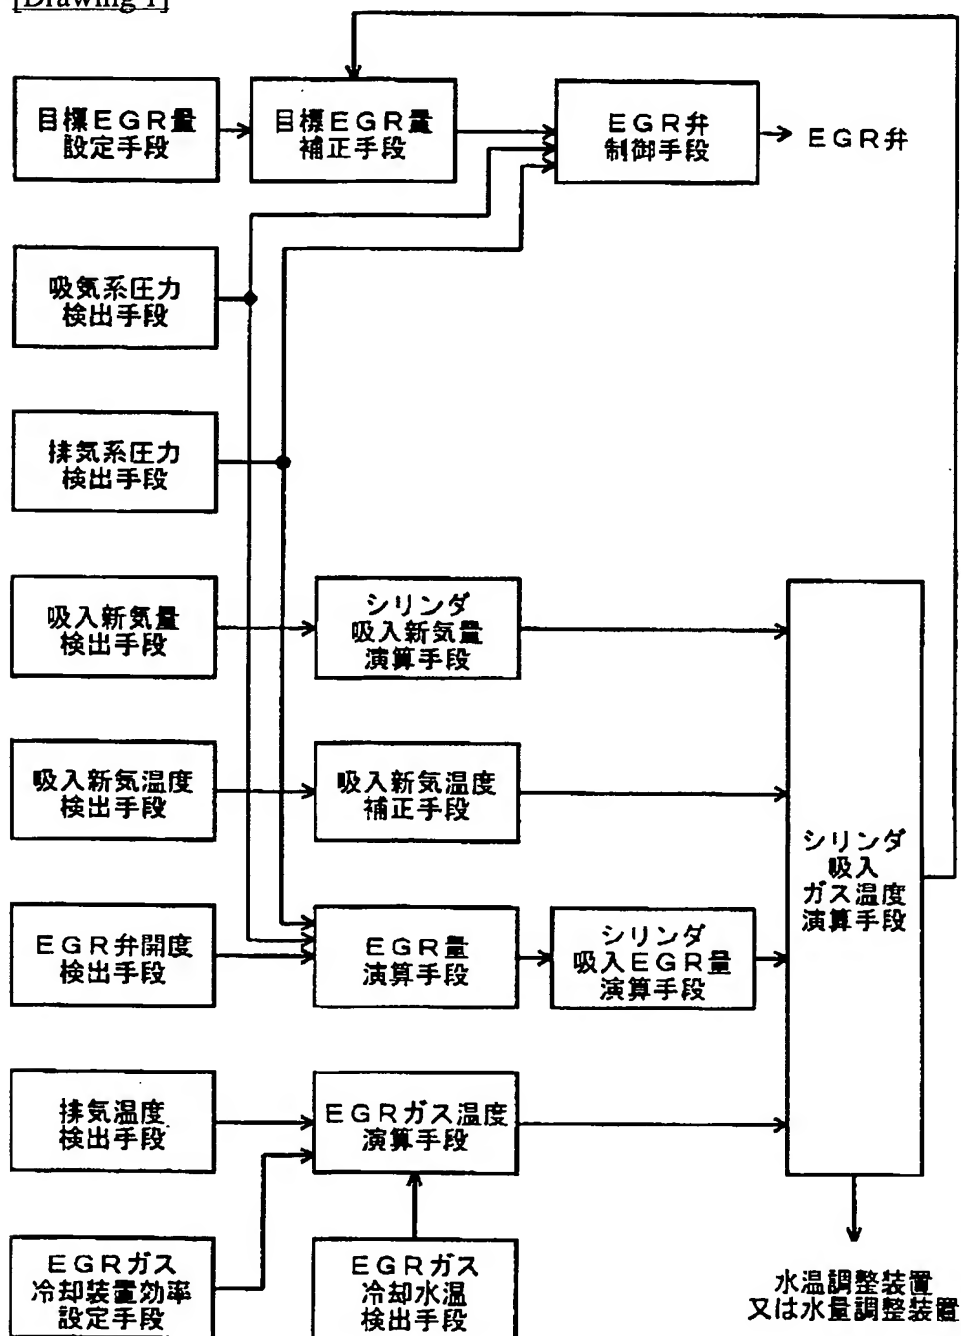 [Drawing 1]
目標EGR量
設定手段
目標EGR量
補正手段
EGR弁
制御手段
EGR弁
吸気系圧力
検出手段
排気系圧力
検出手段
吸入新気量
検出手段
シリンダ
吸入新気量
演算手段
吸入新気温度
検出手段
吸入新気温度
補正手段
シリンダ
吸入
ガス温度
演算手段
EGR弁開度
検出手段
EGR量
演算手段
シリンダ
吸入EGR量
演算手段
排気温度
検出手段
EGRガス温度
演算手段
EGRガス
冷却装置効率
設定手段
EGRガス
冷却水温
検出手段
水温調整装置
又は水量調整装置